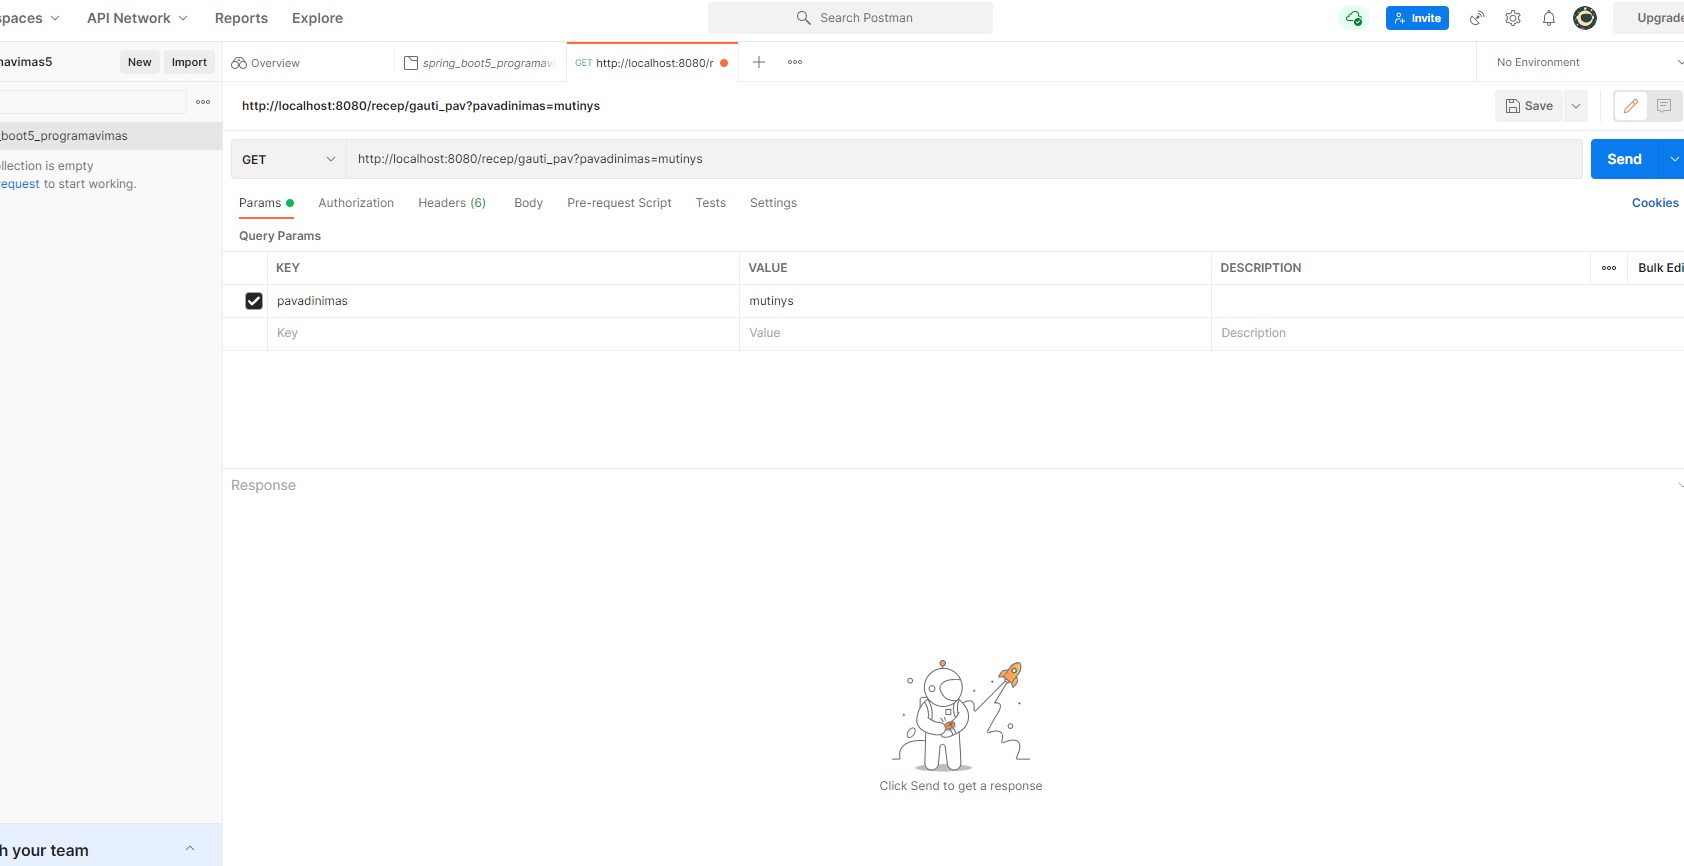 spaces API Network Reports Explore Search Postman Invite Upgrade
mavimas5 New Import Overview spring_boot5_programavi GET http://localhost:8080/r No Environment
http://localhost:8080/recep/gauti_pav?pavadinimas=mutinys Save
_boot5_programavimas
GET http://localhost:8080/recep/gauti_pav?pavadinimas=mutinys Send
llection is empty
request to start working.
Params Authorization Headers (6) Body Pre-request Script Tests Settings Cookies
Query Params
KEY VALUE DESCRIPTION Bulk Edi
pavadinimas mutinys
Key Value Description
Response
Click Send to get a response
h your team